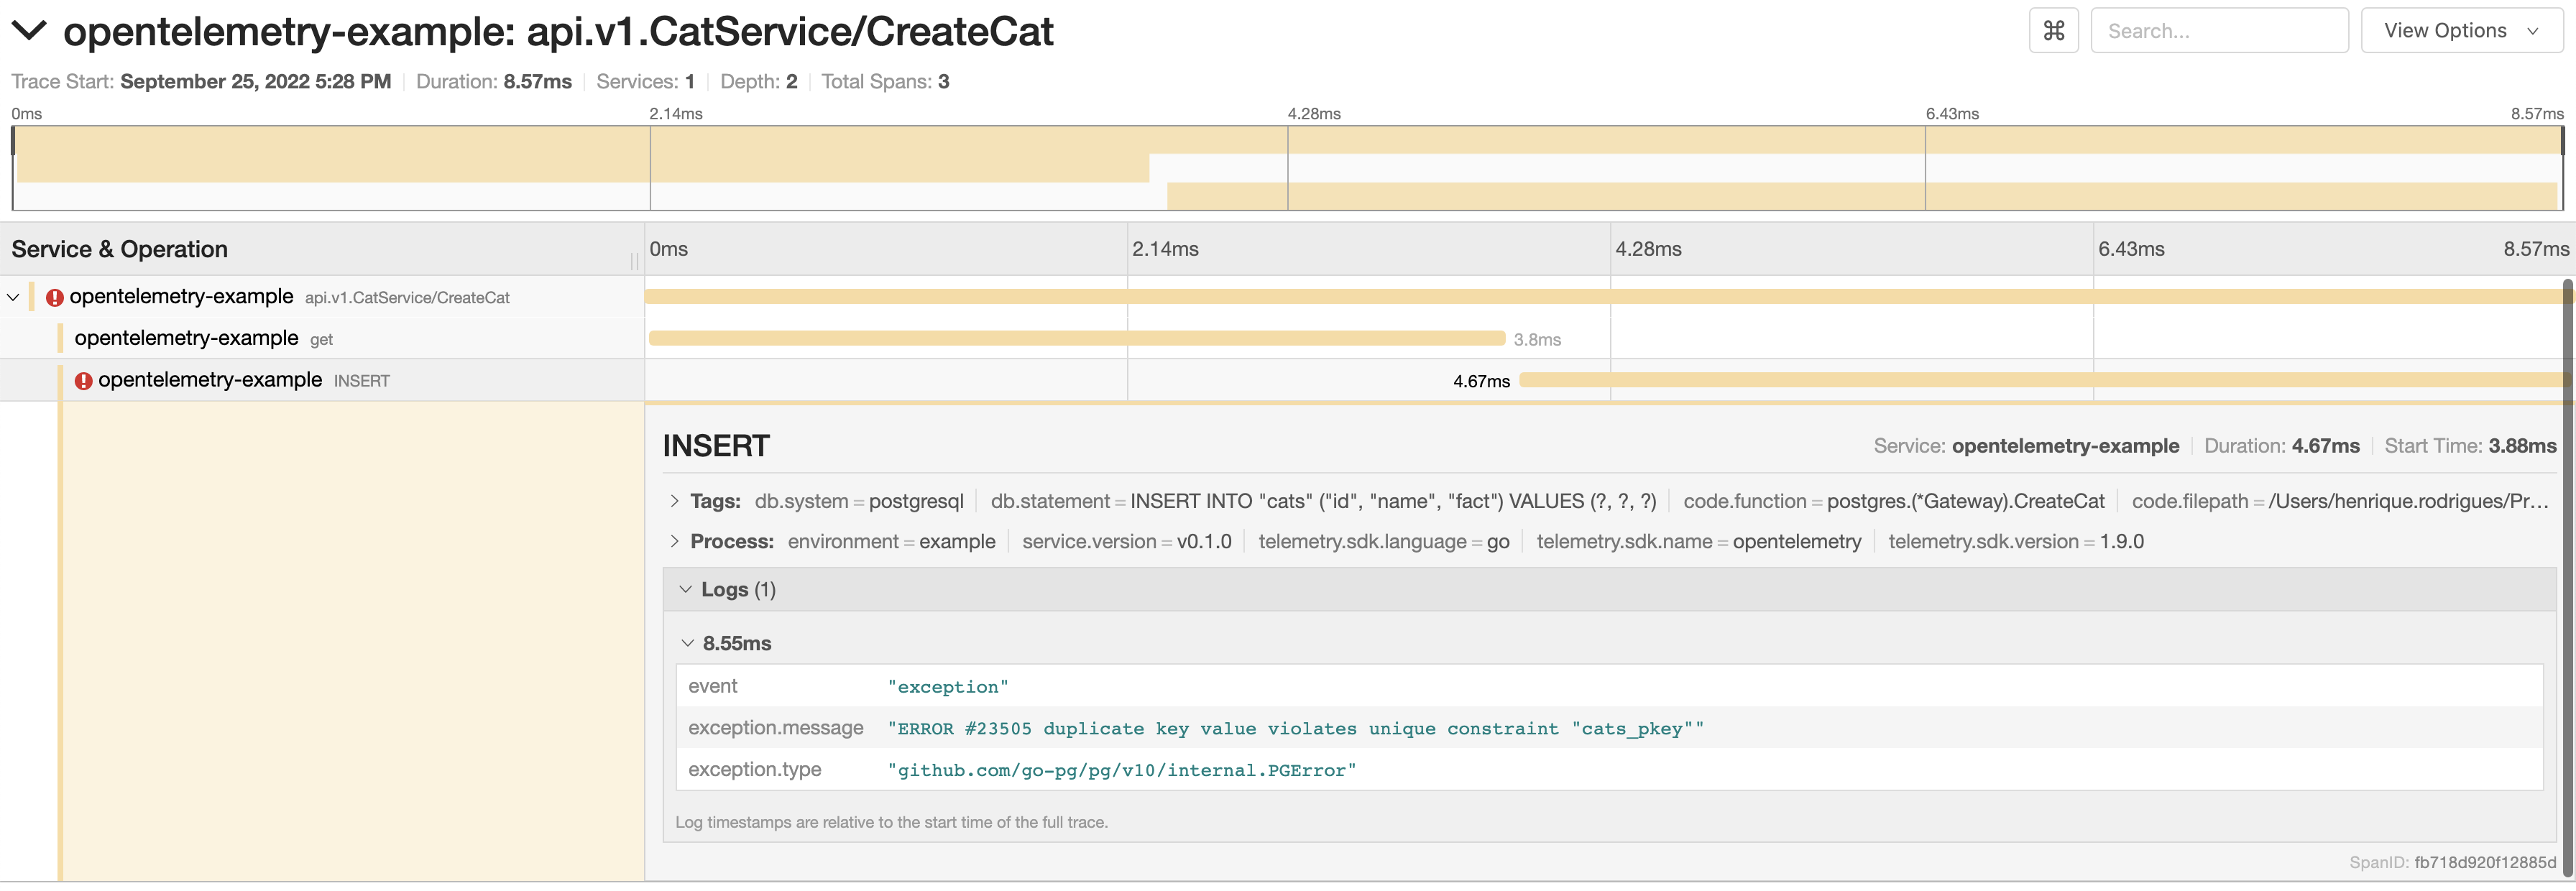 opentelemetry-example: api.v1.CatService/CreateCat
⌘ Search... View Options
Trace Start: September 25, 2022 5:28 PM Duration: 8.57ms Services: 1 Depth: 2 Total Spans: 3
0ms 2.14ms 4.28ms 6.43ms 8.57ms
Service & Operation 0ms 2.14ms 4.28ms 6.43ms 8.57ms
opentelemetry-example api.v1.CatService/CreateCat
opentelemetry-example get 3.8ms
opentelemetry-example INSERT 4.67ms
INSERT Service: opentelemetry-example Duration: 4.67ms Start Time: 3.88ms
Tags: db.system = postgresql db.statement = INSERT INTO "cats" ("id", "name", "fact") VALUES (?, ?, ?) code.function = postgres.(*Gateway).CreateCat code.filepath = /Users/henrique.rodrigues/Pr...
Process: environment = example service.version = v0.1.0 telemetry.sdk.language = go telemetry.sdk.name = opentelemetry telemetry.sdk.version = 1.9.0
Logs (1)
8.55ms
event "exception"
exception.message "ERROR #23505 duplicate key value violates unique constraint "cats_pkey""
exception.type "github.com/go-pg/pg/v10/internal.PGError"
Log timestamps are relative to the start time of the full trace.
SpanID: fb718d920f12885d